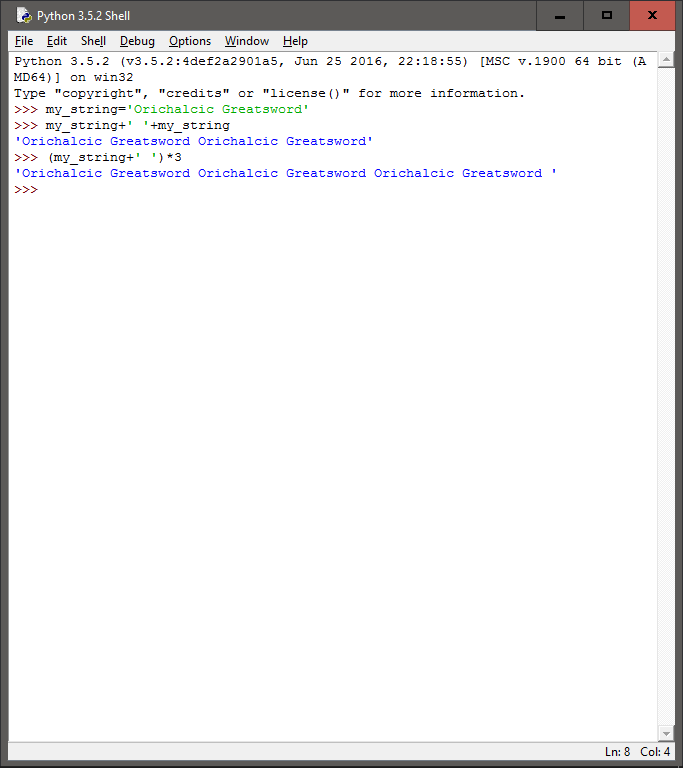 Python 3.5.2 Shell
File Edit Shell Debug Options Window Help
Python 3.5.2 (v3.5.2:4def2a2901a5, Jun 25 2016, 22:18:55) [MSC v.1900 64 bit (A
MD64)] on win32
Type "copyright", "credits" or "license()" for more information.
>>> my_string='Orichalcic Greatsword'
>>> my_string+' '+my_string
'Orichalcic Greatsword Orichalcic Greatsword'
>>> (my_string+' ')*3
'Orichalcic Greatsword Orichalcic Greatsword Orichalcic Greatsword '
>>>
Ln: 8 Col: 4